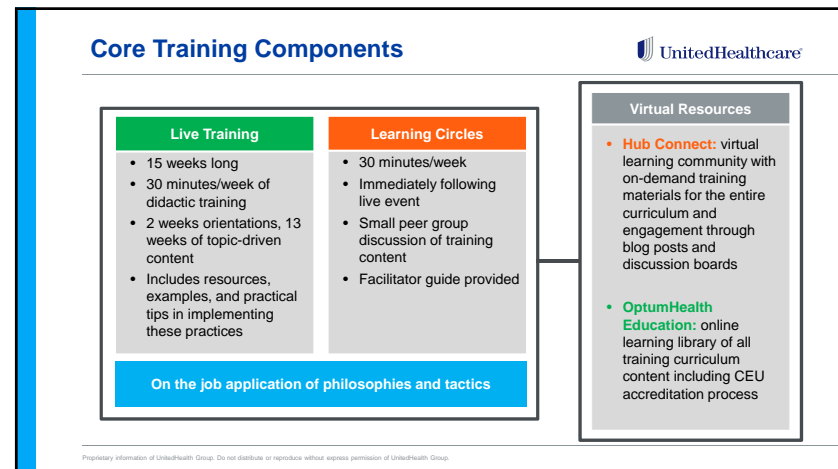 Core Training Components
UnitedHealthcare®
Live Training
• 15 weeks long
• 30 minutes/week of
didactic training
• 2 weeks orientations, 13
weeks of topic-driven
content
• Includes resources,
examples, and practical
tips in implementing
these practices
Learning Circles
• 30 minutes/week
• Immediately following
live event
• Small peer group
discussion of training
content
• Facilitator guide provided
On the job application of philosophies and tactics
Virtual Resources
• Hub Connect: virtual
learning community with
on-demand training
materials for the entire
curriculum and
engagement through
blog posts and
discussion boards
• OptumHealth
Education: online
learning library of all
training curriculum
content including CEU
accreditation process
Proprietary information of UnitedHealth Group. Do not distribute or reproduce without express permission of UnitedHealth Group.